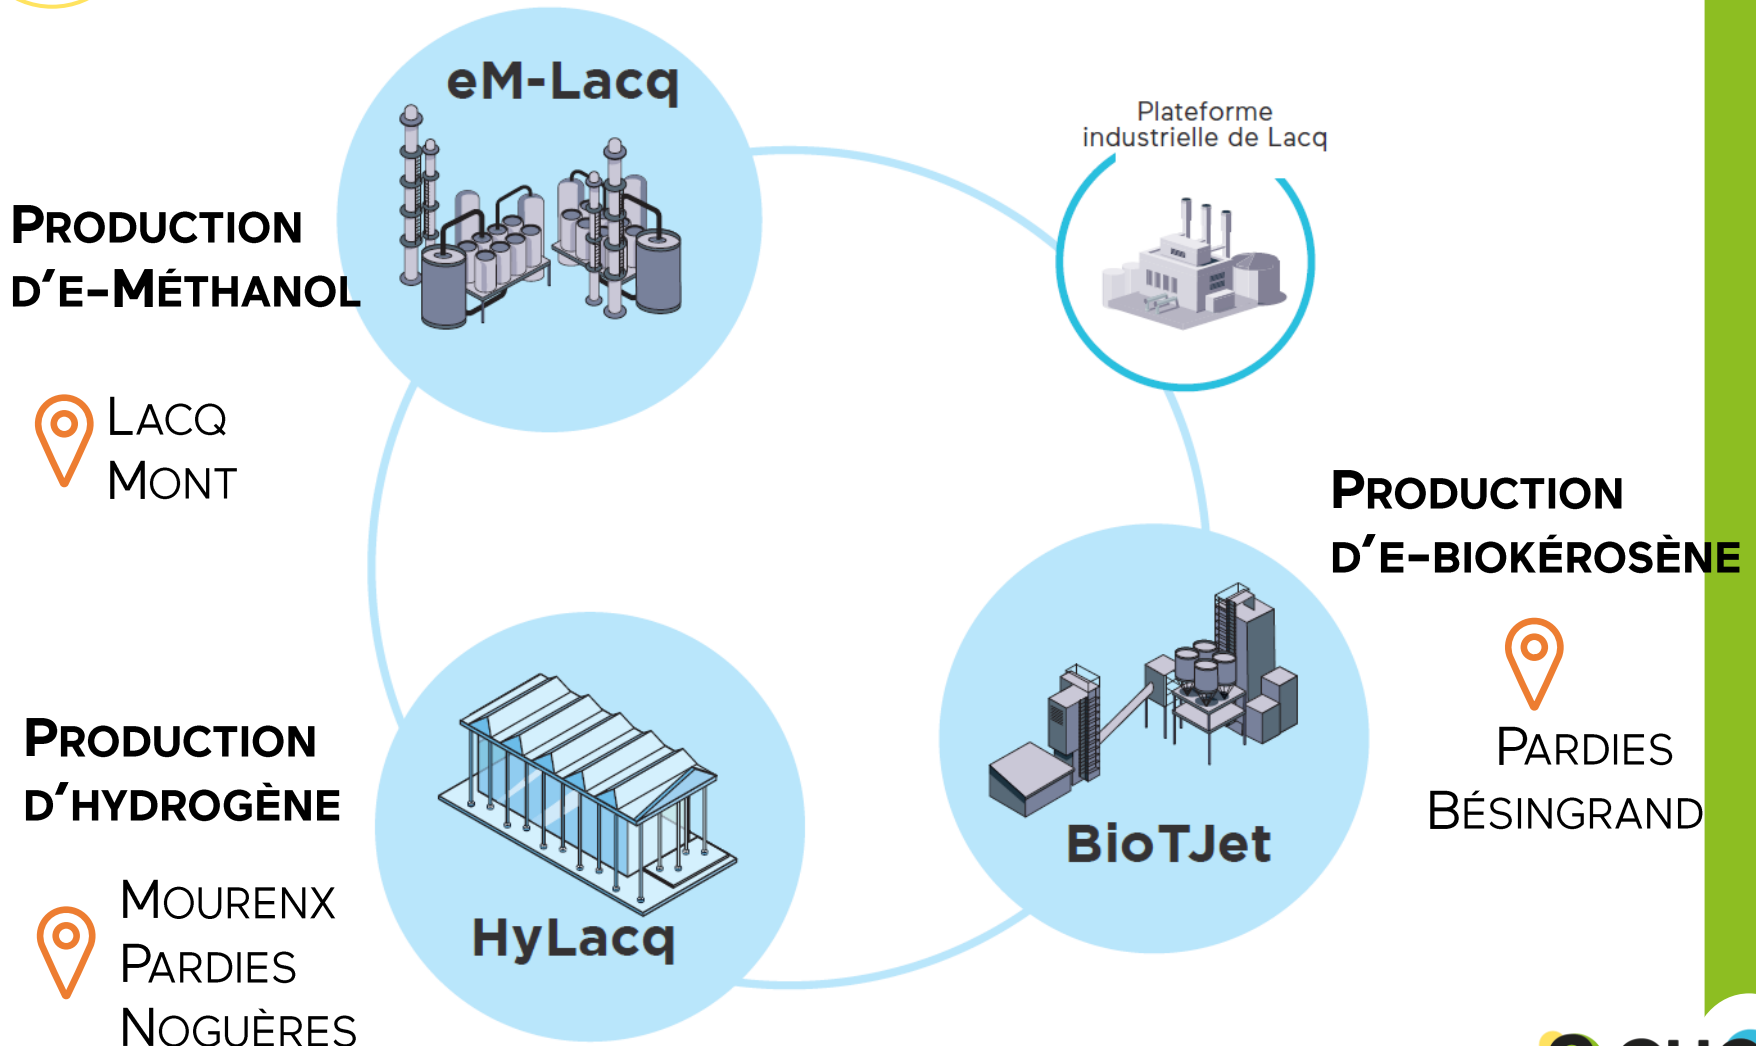 eM-Lacq
Plateforme
industrielle de Lacq
PRODUCTION
D'E-MÉTHANOL
LACQ
MONT
PRODUCTION
D'E-BIOKÉROSÈNE
PARDIES
BÉSINGRAND
BioTJet
PRODUCTION
D'HYDROGÈNE
MOURENX
PARDIES
NOGUÈRES
HyLacq